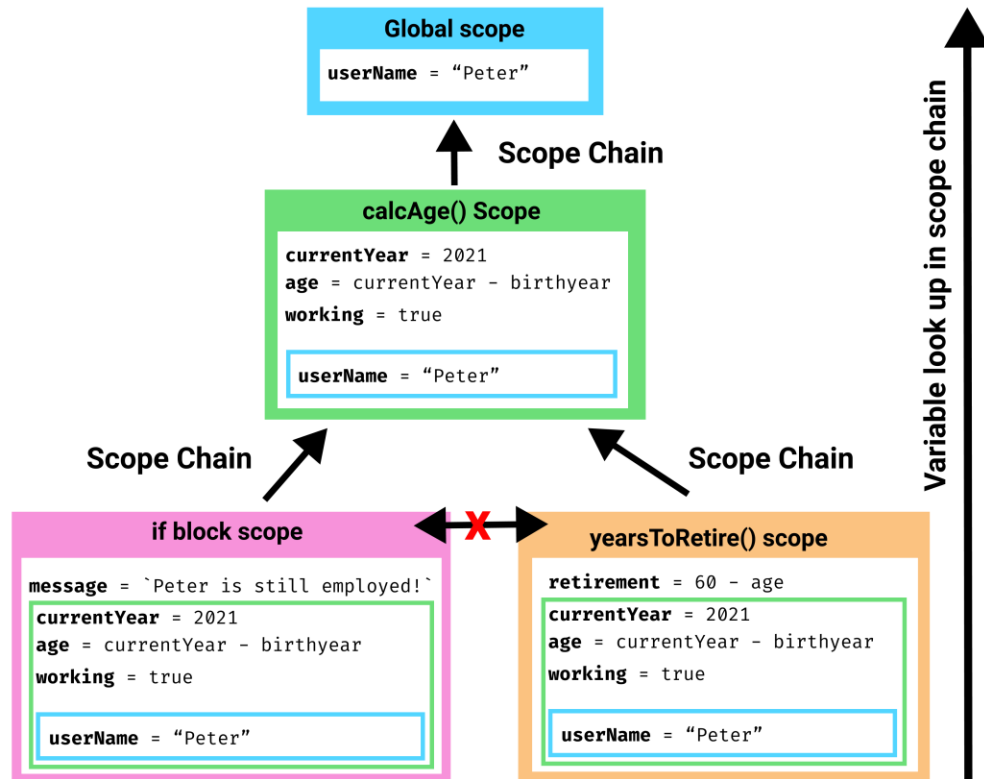 Global scope
userName = “Peter”
Scope Chain
calcAge() Scope
currentYear = 2021
age = currentYear - birthyear
working = true
userName = “Peter”
Scope Chain
Scope Chain
if block scope
message = `Peter is still employed!`
currentYear = 2021
age = currentYear - birthyear
working = true
userName = “Peter”
X
yearsToRetire() scope
retirement = 60 - age
currentYear = 2021
age = currentYear - birthyear
working = true
userName = “Peter”
Variable look up in scope chain